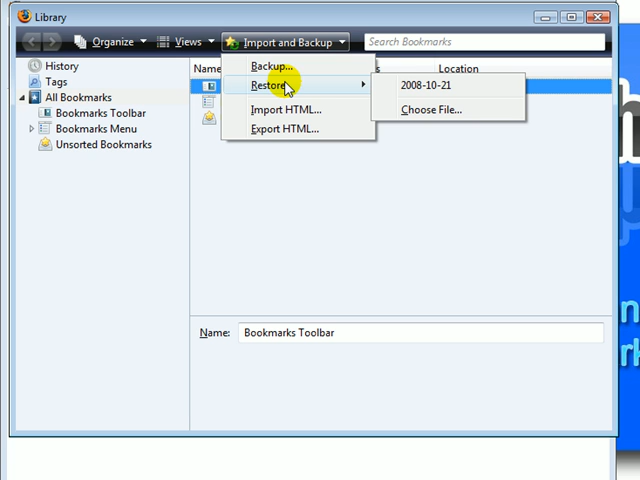 Library
Organize
Views
Import and Backup
Search Bookmarks
History
Tags
All Bookmarks
Bookmarks Toolbar
Bookmarks Menu
Unsorted Bookmarks
Location
Backup...
Restore
Import HTML...
Export HTML...
2008-10-21
Choose File...
Name:
Bookmarks Toolbar